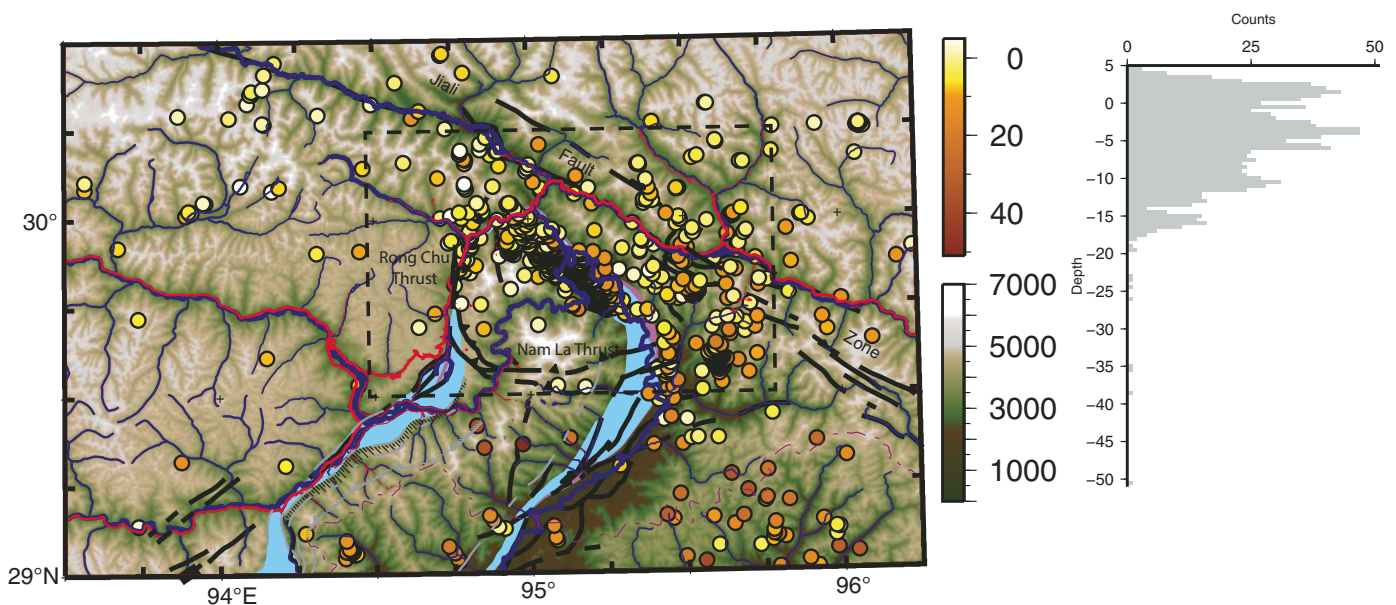 Jiali
Fault
Zone
Rong Chu
Thrust
Nam La Thrust
30°
29°N
94°E
95°
96°
0
20
40
7000
5000
3000
1000
Counts
0
25
50
5
0
−5
−10
−15
−20
−25
−30
−35
−40
−45
−50
Depth